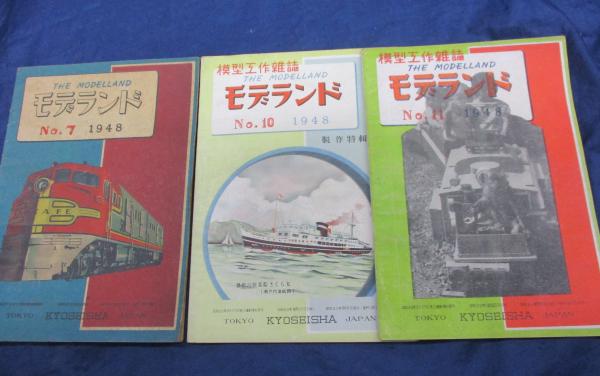 THE MODELLAND
モデランド
No. 7 1948
FE
TOKYO KYOSEISHA JAPAN
模型工作雑誌
THE MODELLAND
モデランド
No. 10 1948
製作特輯
TOKYO KYOSEISHA JAPAN
模型工作雑誌
THE MODELLAND
モデランド
No. 11 1948
TOKYO KYOSEISHA JAPAN